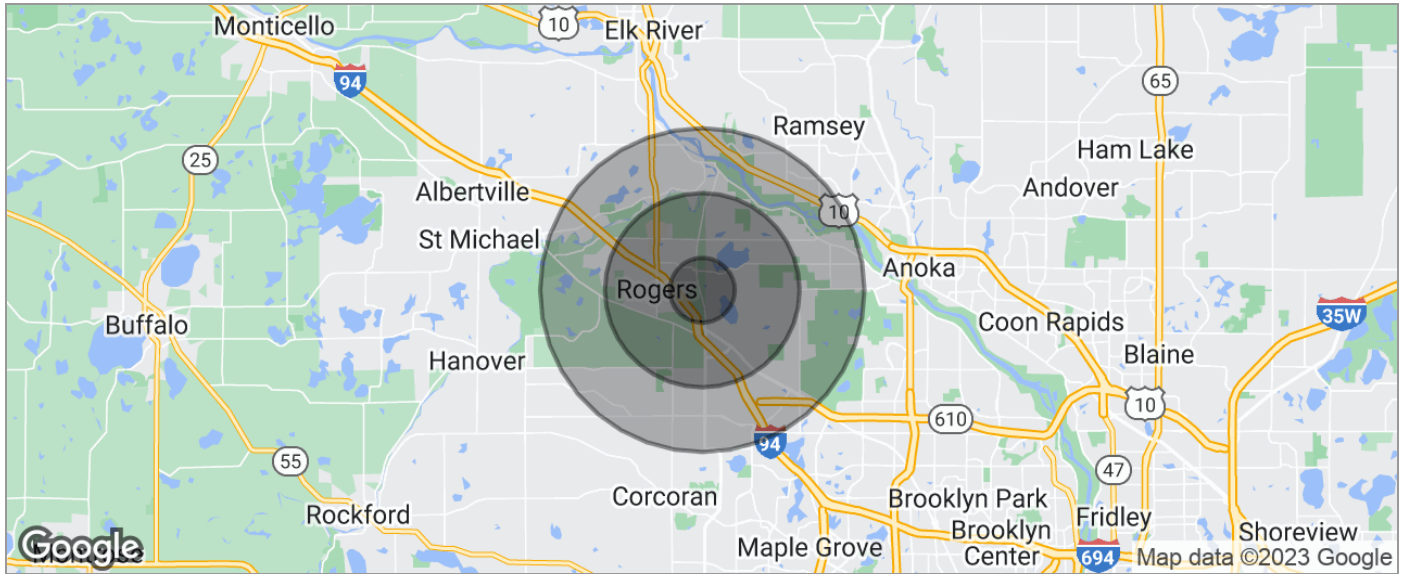 Monticello
10
Elk River
94
65
Ramsey
25
Ham Lake
Albertville
Andover
10
St Michael
Anoka
Rogers
35W
Buffalo
Coon Rapids
Hanover
Blaine
10
610
94
55
47
Corcoran
Brooklyn Park
Rockford
Fridley
Brooklyn
Center
Shoreview
Maple Grove
Google
694
Map data ©2023 Google